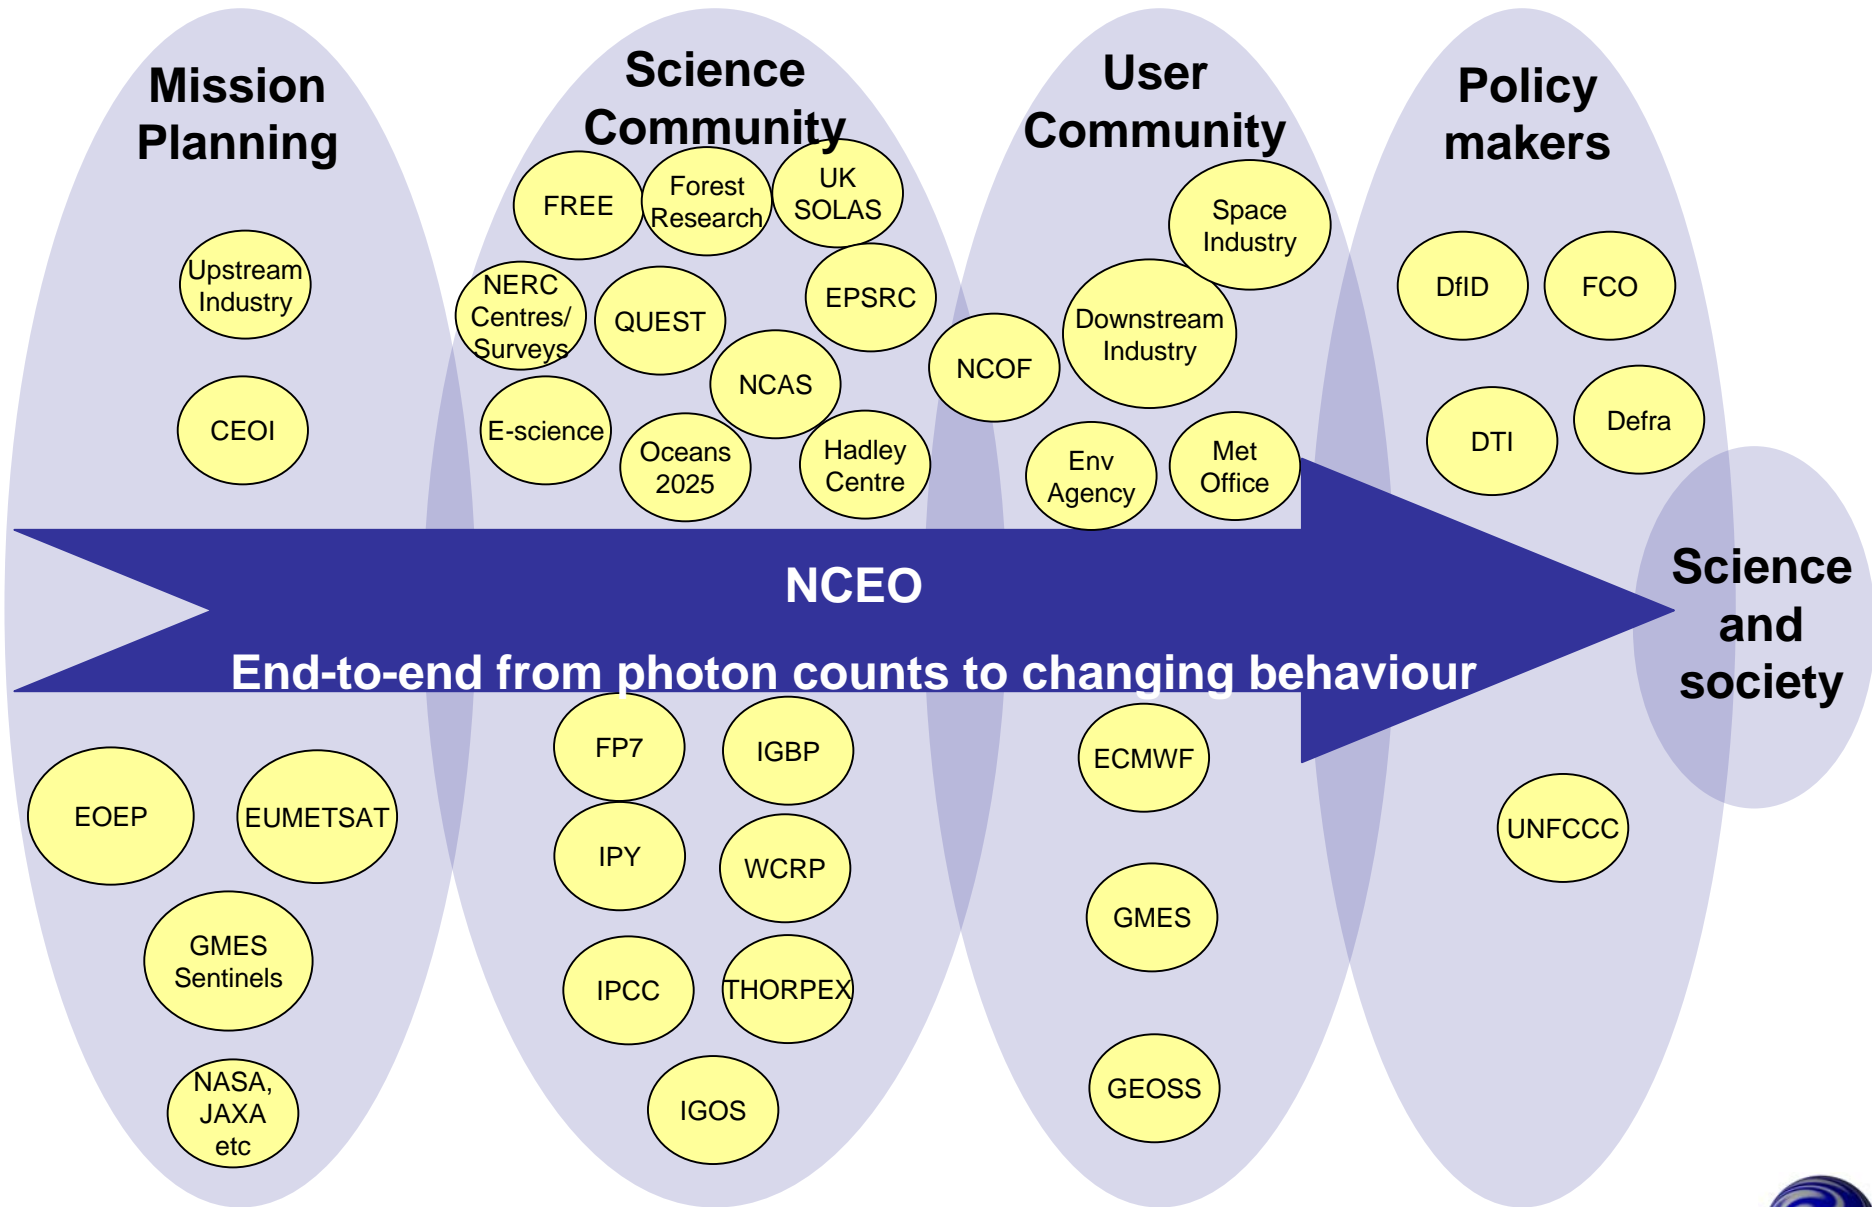 Mission
Planning
Science
Community
User
Community
Policy
makers
Upstream
Industry
CEOI
FREE
Forest
Research
UK
SOLAS
NERC
Centres/
Surveys
QUEST
EPSRC
NCAS
E-science
Oceans
2025
Hadley
Centre
Space
Industry
Downstream
Industry
NCOF
Env
Agency
Met
Office
DfID
FCO
DTI
Defra
NCEO
End-to-end from photon counts to changing behaviour
Science
and
society
EOEP
EUMETSAT
GMES
Sentinels
NASA,
JAXA
etc
FP7
IGBP
IPY
WCRP
IPCC
THORPEX
IGOS
ECMWF
GMES
GEOSS
UNFCCC